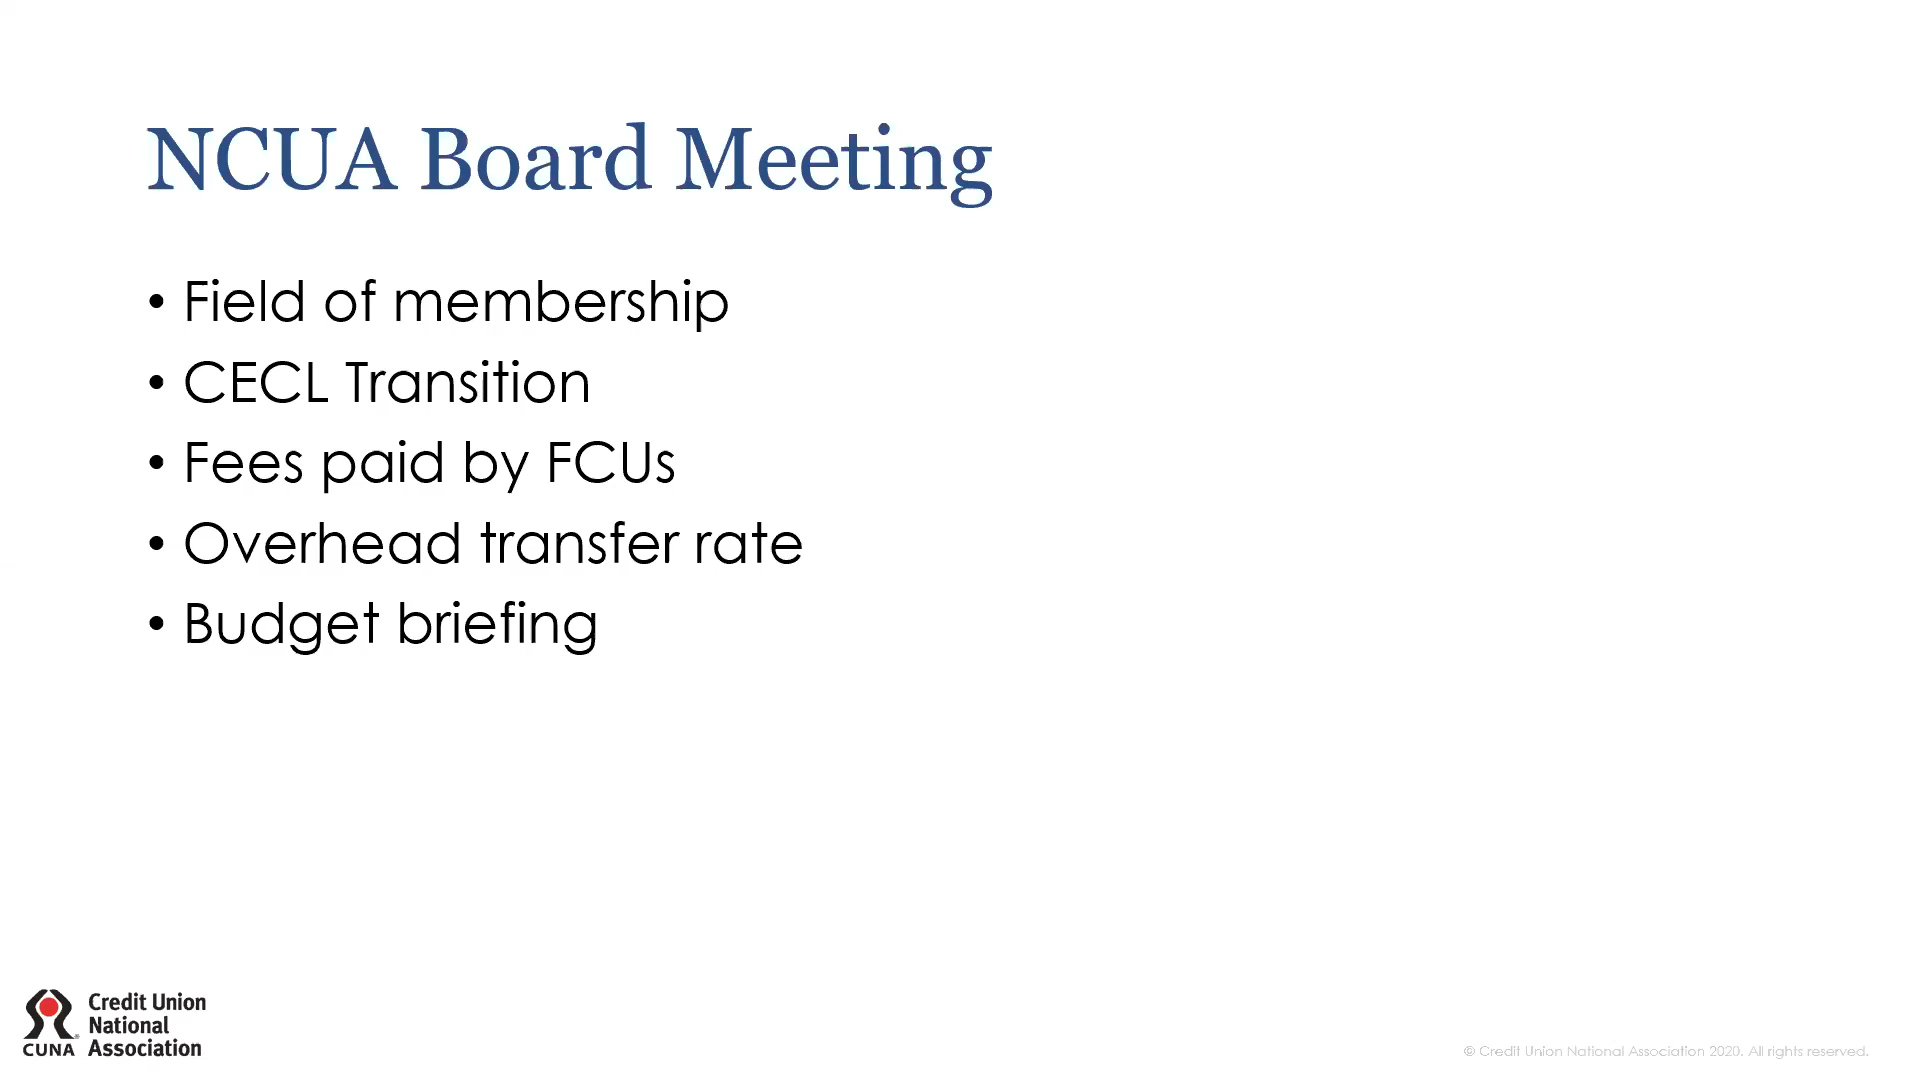 NCUA Board Meeting
• Field of membership
• CECL Transition
• Fees paid by FCUs
• Overhead transfer rate
• Budget briefing
CUNA
Credit Union
National
Association
© Credit Union National Association 2020. All rights reserved.